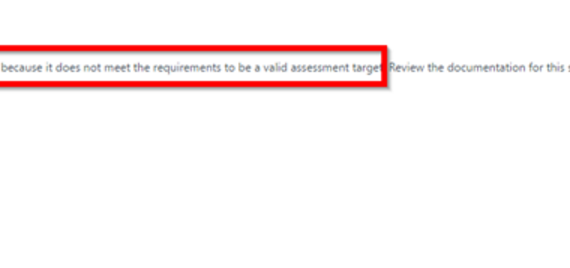 because it does not meet the requirements to be a valid assessment target Review the documentation for this